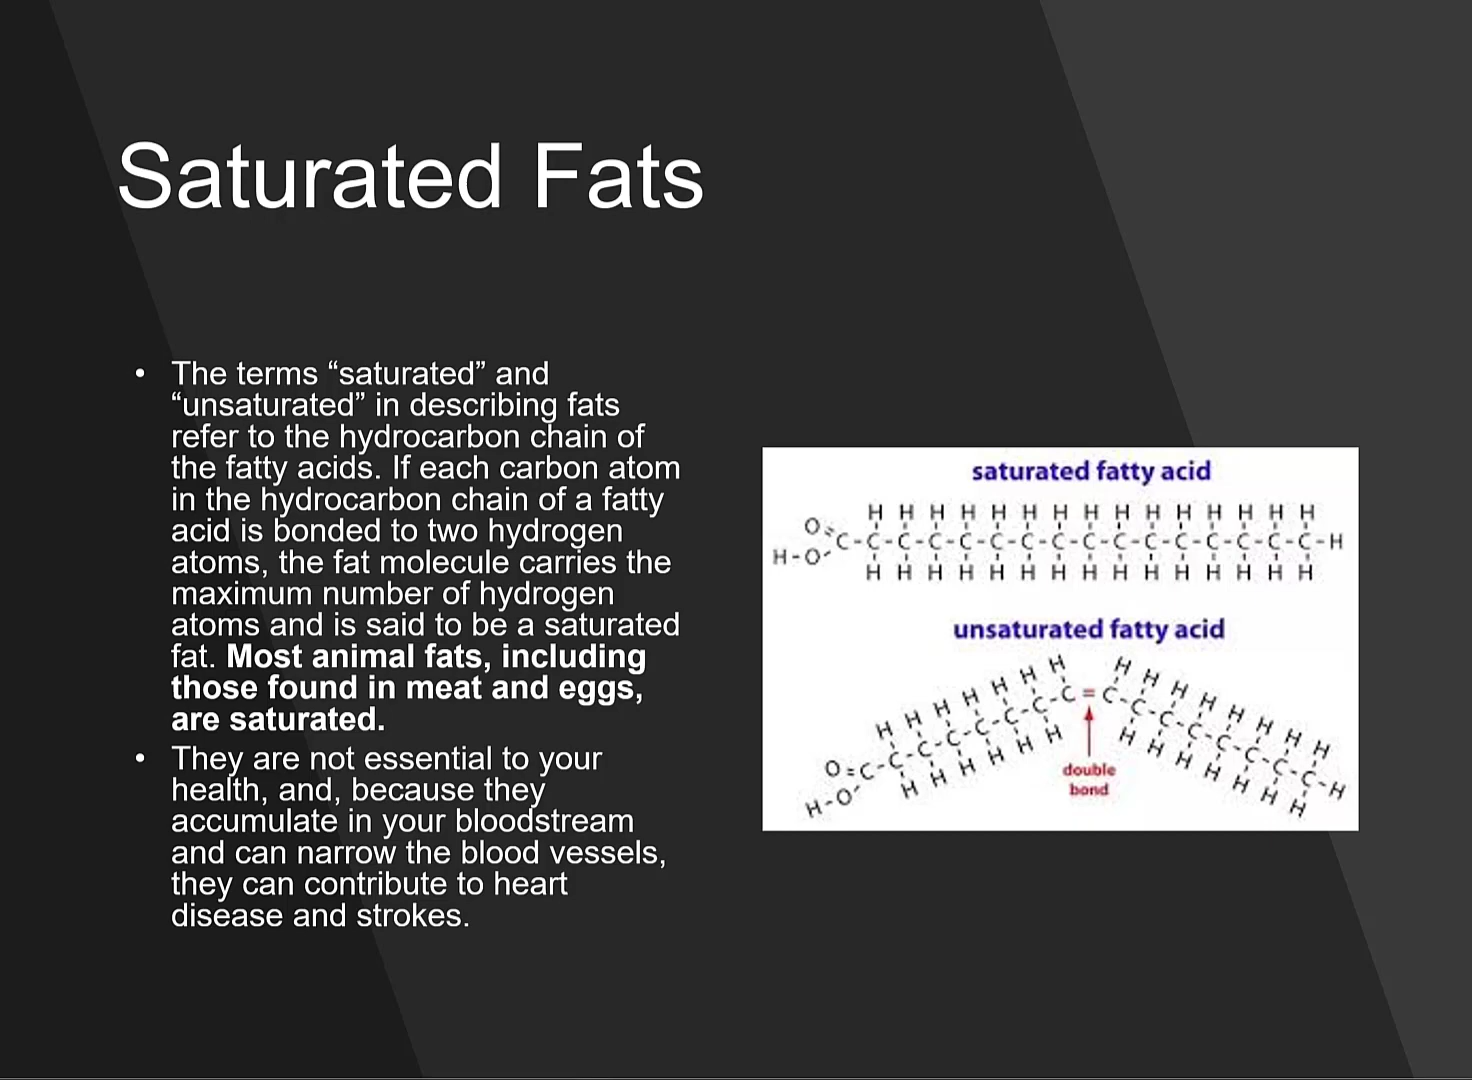 Saturated Fats
• The terms “saturated” and
“unsaturated” in describing fats
refer to the hydrocarbon chain of
the fatty acids. If each carbon atom
in the hydrocarbon chain of a fatty
acid is bonded to two hydrogen
atoms, the fat molecule carries the
maximum number of hydrogen
atoms and is said to be a saturated
fat. Most animal fats, including
those found in meat and eggs,
are saturated.
• They are not essential to your
health, and, because they
accumulate in your bloodstream
and can narrow the blood vessels,
they can contribute to heart
disease and strokes.
saturated fatty acid
H H H H H H H H H H H H H H H
O
C-C-C-C-C-C-C-C-C-C-C-C-C-C-C-C-H
H-O
H H H H H H H H H H H H H H H
unsaturated fatty acid
H H H H H H H H H H H H H H H
O=C-C-C-C-C-C-C-C=C-C-C-C-C-C-C-C-H
H-O
H H H H H H H H H H H H H
double
bond